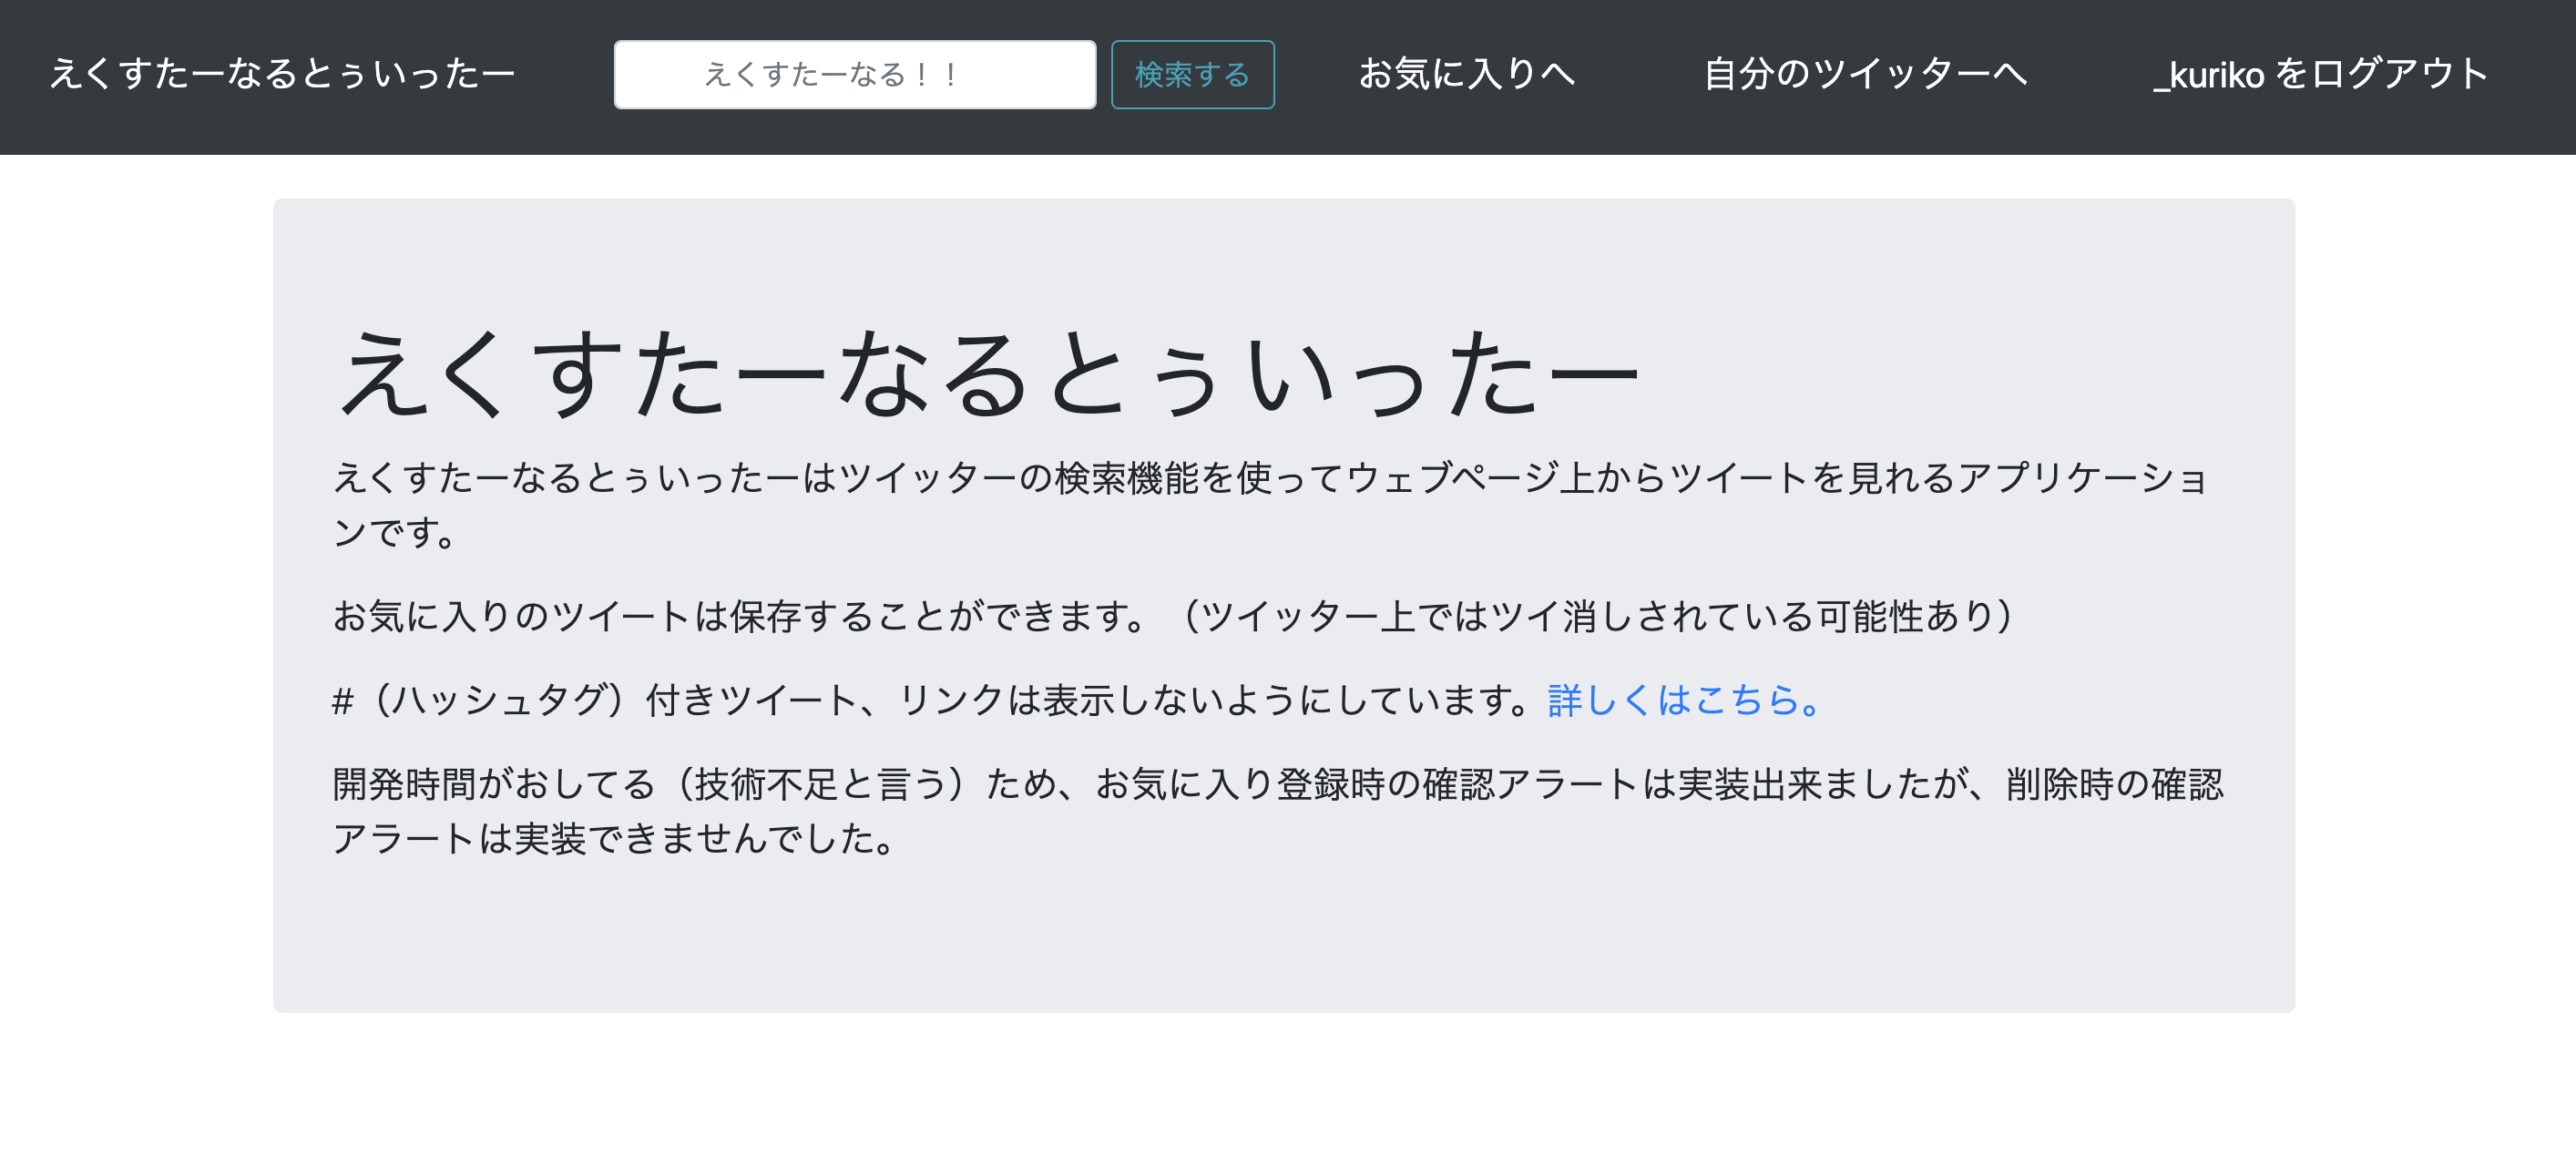 えくすたーなるとぅいったー
えくすたーなる！！
検索する
お気に入りへ
自分のツイッターへ
_kuriko をログアウト
えくすたーなるとぅいったー
えくすたーなるとぅいったーはツイッターの検索機能を使ってウェブページ上からツイートを見れるアプリケーショ
ンです。
お気に入りのツイートは保存することができます。（ツイッター上ではツイ消しされている可能性あり）
#（ハッシュタグ）付きツイート、リンクは表示しないようにしています。詳しくはこちら。
開発時間がおしてる（技術不足と言う）ため、お気に入り登録時の確認アラートは実装出来ましたが、削除時の確認
アラートは実装できませんでした。